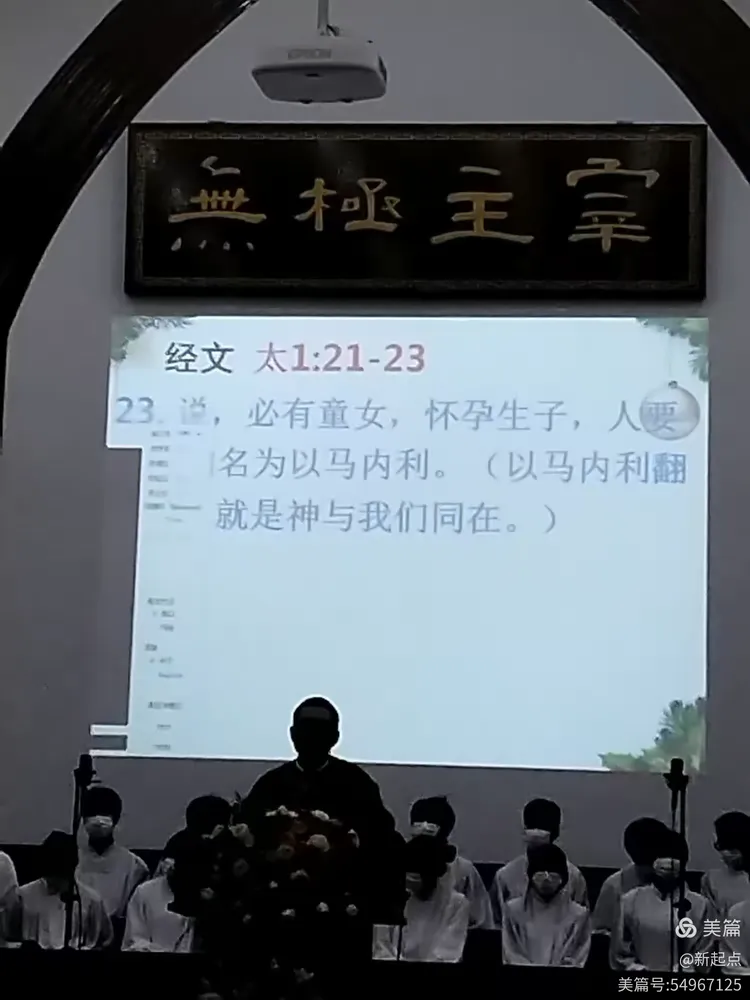 無極主宰
经文 太1:21-23
23. 说，必有童女，怀孕生子，人要
名为以马内利。（以马内利翻
就是神与我们同在。）
美篇
@新起点
美篇号:54967125